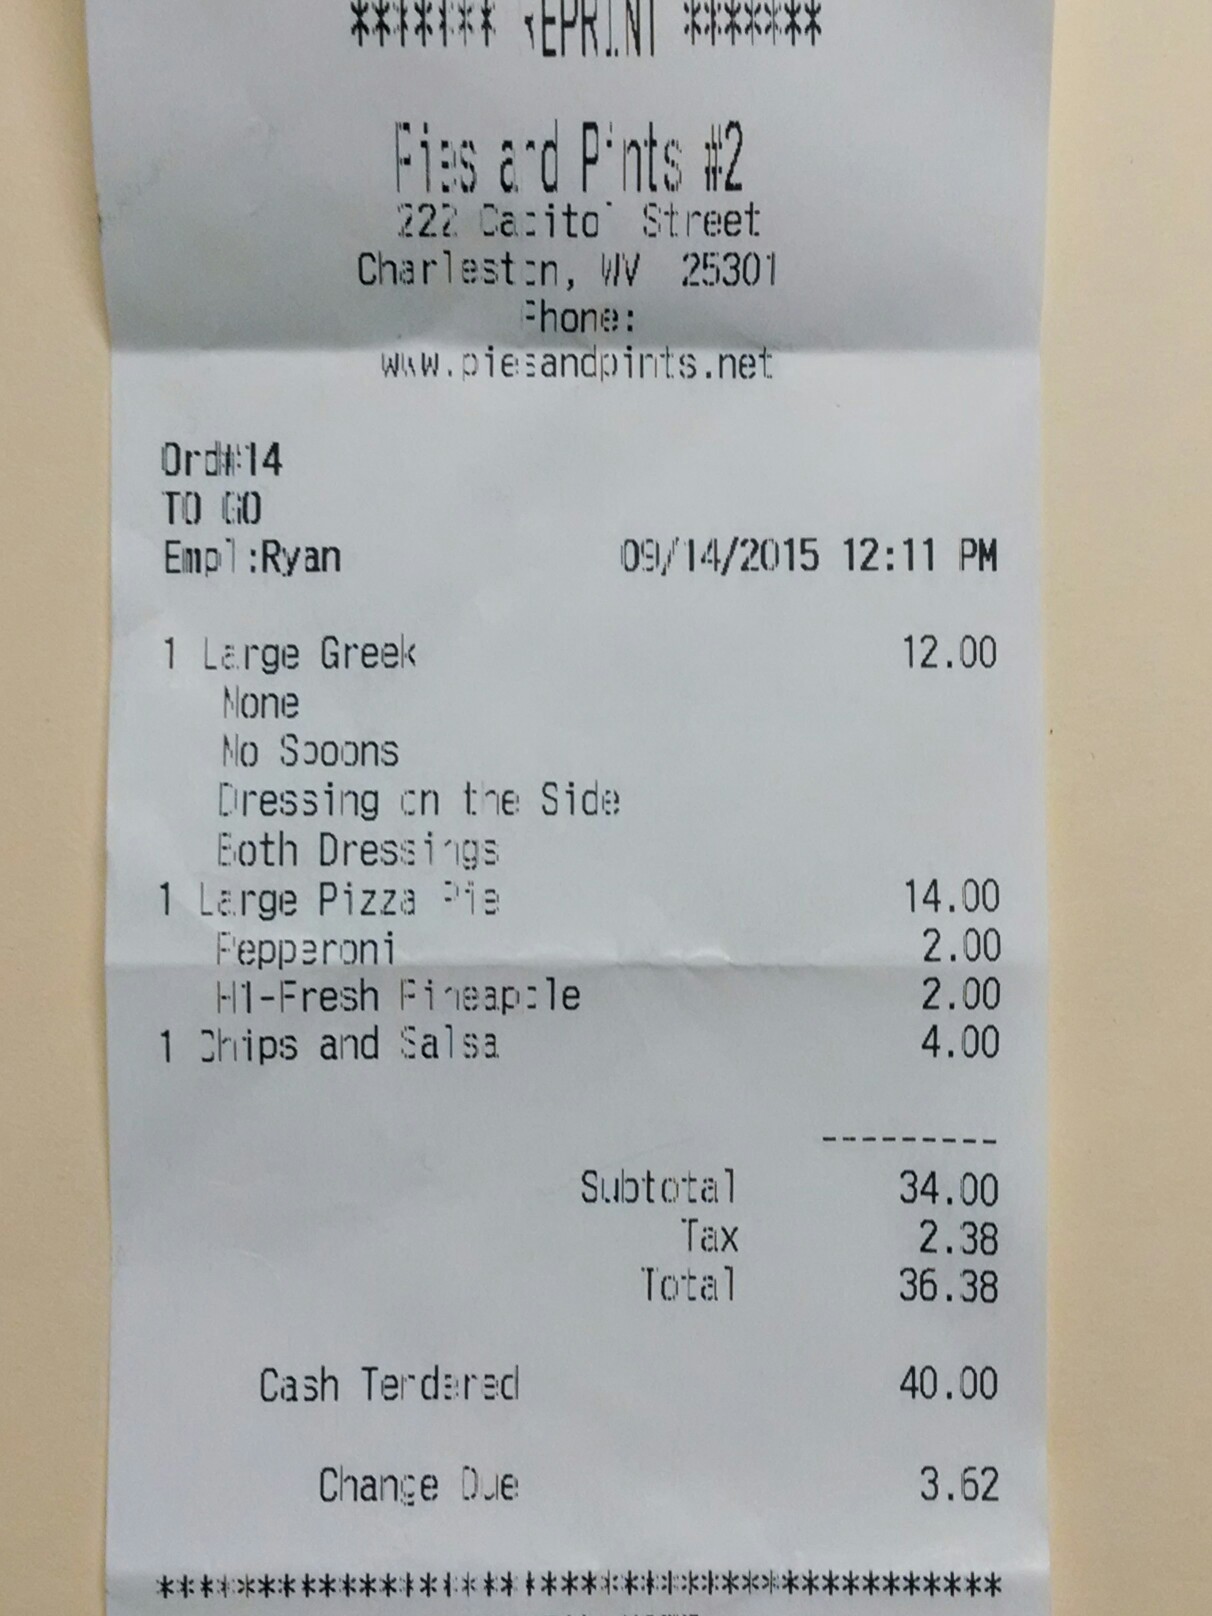 ******* REPRINT *******
Pies and Pints #2
222 Capitol Street
Charleston, WV 25301
Phone:
www.piesandpints.net
Ord#14
TO GO
Empl:Ryan 09/14/2015 12:11 PM
1 Large Greek 12.00
None
No Spoons
Dressing on the Side
Both Dressings
1 Large Pizza Pie 14.00
Pepperoni 2.00
H1-Fresh Pineapple 2.00
1 Chips and Salsa 4.00
---------
Subtotal 34.00
Tax 2.38
Total 36.38
Cash Tendered 40.00
Change Due 3.62
******************************************